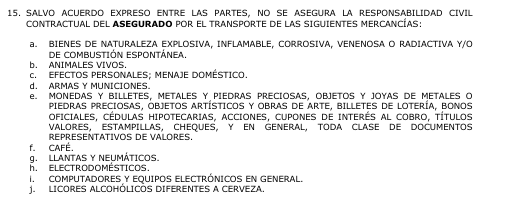 15. SALVO ACUERDO EXPRESO ENTRE LAS PARTES, NO SE ASEGURA LA RESPONSABILIDAD CIVIL
CONTRACTUAL DEL ASEGURADO POR EL TRANSPORTE DE LAS SIGUIENTES MERCANCÍAS:
a. BIENES DE NATURALEZA EXPLOSIVA, INFLAMABLE, CORROSIVA, VENENOSA O RADIACTIVA Y/O
DE COMBUSTIÓN ESPONTÁNEA.
b. ANIMALES VIVOS.
c. EFECTOS PERSONALES; MENAJE DOMÉSTICO.
d. ARMAS Y MUNICIONES.
e. MONEDAS Y BILLETES, METALES Y PIEDRAS PRECIOSAS, OBJETOS Y JOYAS DE METALES O
PIEDRAS PRECIOSAS, OBJETOS ARTÍSTICOS Y OBRAS DE ARTE, BILLETES DE LOTERÍA, BONOS
OFICIALES, CÉDULAS HIPOTECARIAS, ACCIONES, CUPONES DE INTERÉS AL COBRO, TÍTULOS
VALORES, ESTAMPILLAS, CHEQUES, Y EN GENERAL, TODA CLASE DE DOCUMENTOS
REPRESENTATIVOS DE VALORES.
f. CAFÉ.
g. LLANTAS Y NEUMÁTICOS.
h. ELECTRODOMÉSTICOS.
i. COMPUTADORES Y EQUIPOS ELECTRÓNICOS EN GENERAL.
j. LICORES ALCOHÓLICOS DIFERENTES A CERVEZA.